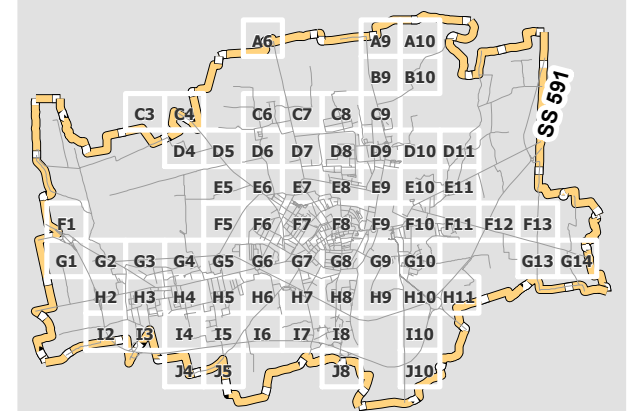 A6 A9 A10
B9 B10
SS 591
C3 C4 C6 C7 C8 C9
D4 D5 D6 D7 D8 D9 D10 D11
E5 E6 E7 E8 E9 E10 E11
F1 F5 F6 F7 F8 F9 F10 F11 F12 F13
G1 G2 G3 G4 G5 G6 G7 G8 G9 G10 G13 G14
H2 H3 H4 H5 H6 H7 H8 H9 H10 H11
I2 I3 I4 I5 I6 I7 I8 I10
J4 J5 J8 J10